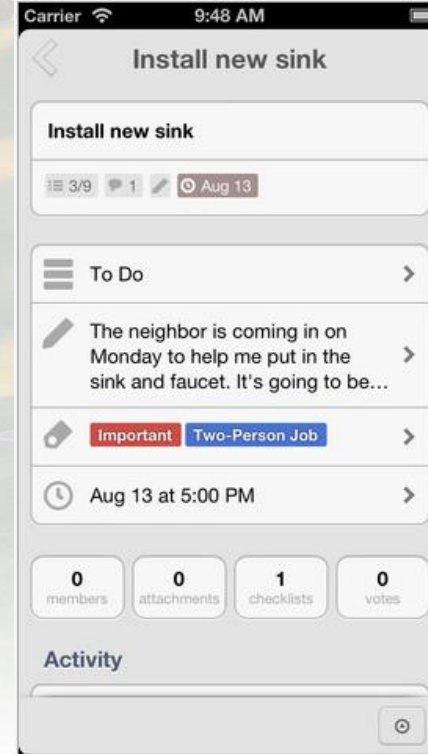 Carrier 9:48 AM
Install new sink
Install new sink
3/9 1 Aug 13
To Do
The neighbor is coming in on
Monday to help me put in the
sink and faucet. It's going to be…
Important Two-Person Job
Aug 13 at 5:00 PM
0 0 1 0
members attachments checklists votes
Activity